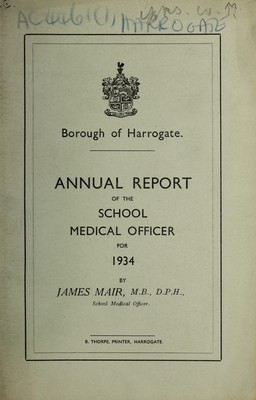 HARROGATE
Borough of Harrogate.
ANNUAL REPORT
OF THE
SCHOOL
MEDICAL OFFICER
FOR
1934
BY
JAMES MAIR, M.B., D.P.H.,
School Medical Officer.
B. THORPE, PRINTER, HARROGATE.